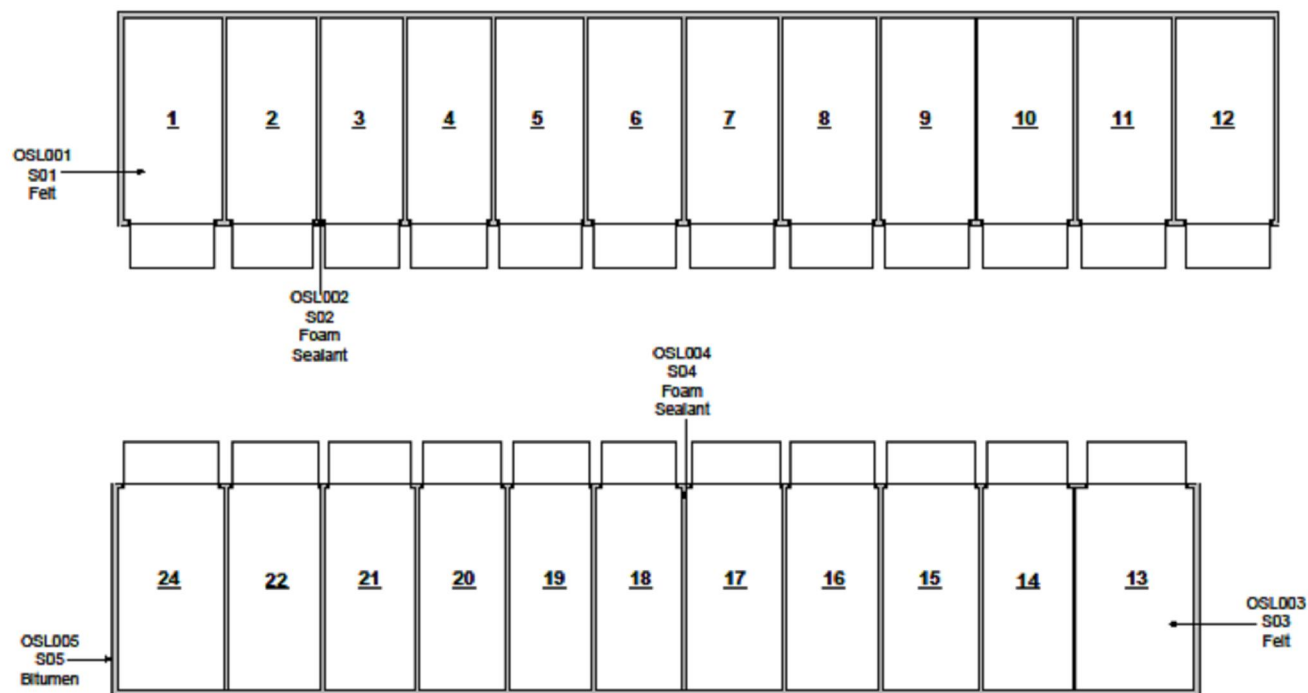 1 2 3 4 5 6 7 8 9 10 11 12
OSL001
S01
Felt
OSL002
S02
Foam
Sealant
OSL004
S04
Foam
Sealant
24 22 21 20 19 18 17 16 15 14 13
OSL003
S03
Felt
OSL005
S05
Bitumen